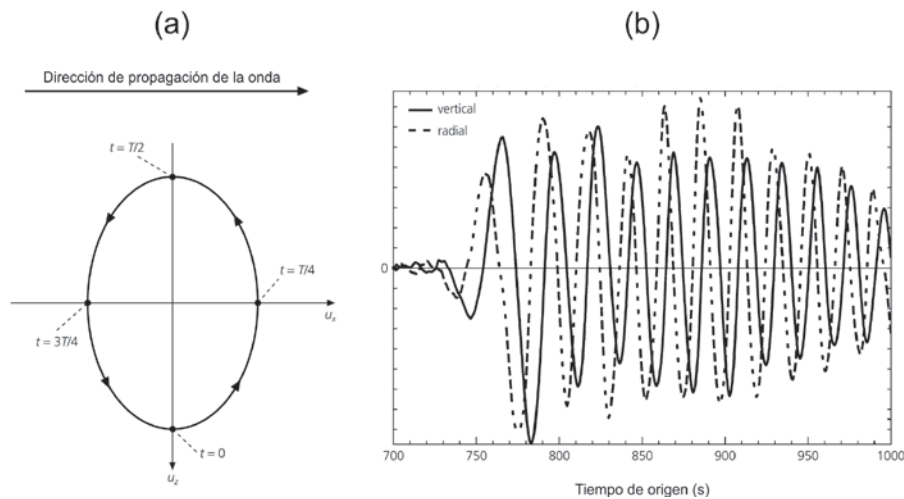 (a)
Dirección de propagación de la onda
t = T/2
t = T/4
u_x
t = 3T/4
t = 0
u_z
(b)
vertical
radial
0
700 750 800 850 900 950 1000
Tiempo de origen (s)